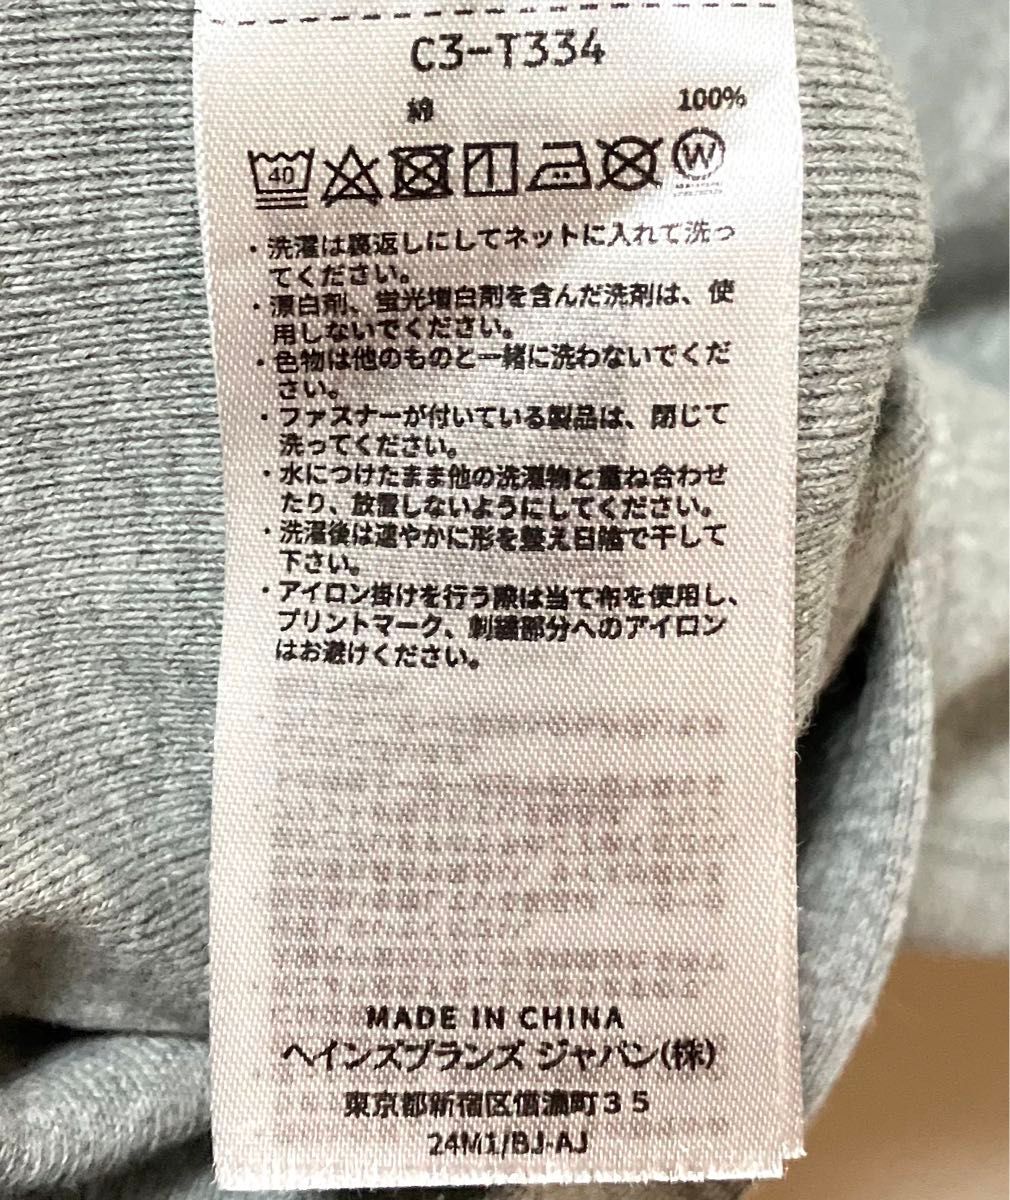 C3-T334
綿 100%
40 W
・洗濯は裏返しにしてネットに入れて洗っ
てください。
・漂白剤、蛍光増白剤を含んだ洗剤は、使
用しないでください。
・色物は他のものと一緒に洗わないでくだ
さい。
・ファスナーが付いている製品は、閉じて
洗ってください。
・水につけたまま他の洗濯物と重ね合わせ
たり、放置しないようにしてください。
・洗濯後は速やかに形を整え日陰で干して
下さい。
・アイロン掛けを行う際は当て布を使用し、
プリントマーク、刺繍部分へのアイロン
はお避けください。
MADE IN CHINA
ヘインズブランズ ジャパン(株)
東京都新宿区信濃町35
24M1/BJ-AJ